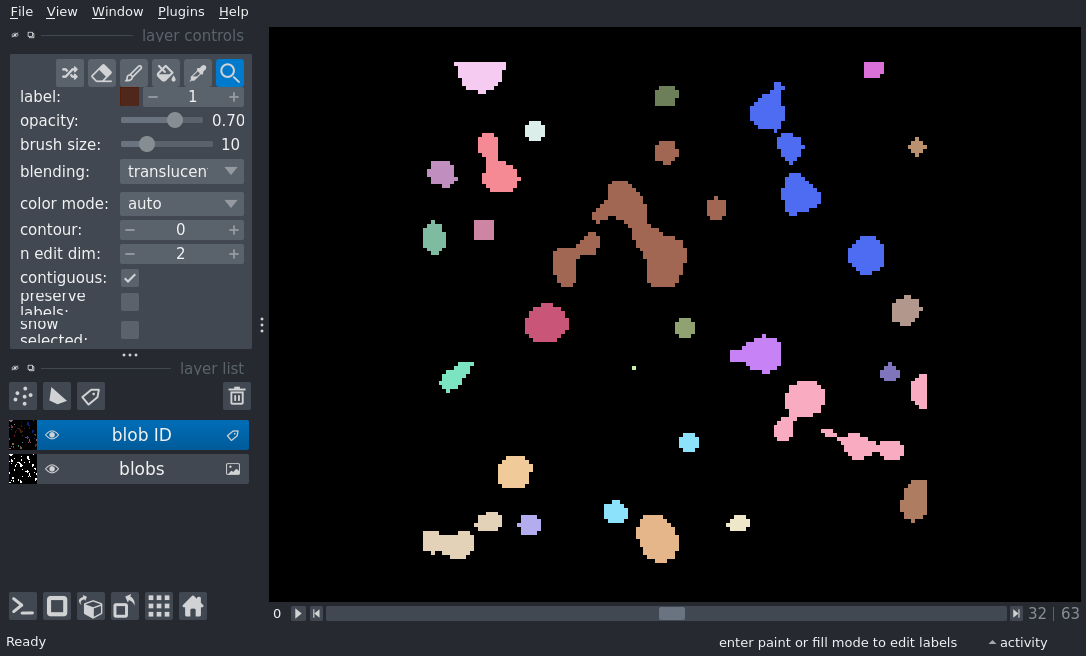 File View Window Plugins Help
layer controls
label: 1
opacity: 0.70
brush size: 10
blending: translucen
color mode: auto
contour: 0
n edit dim: 2
contiguous:
preserve
labels:
show
selected:
layer list
blob ID
blobs
0 32 63
Ready enter paint or fill mode to edit labels activity